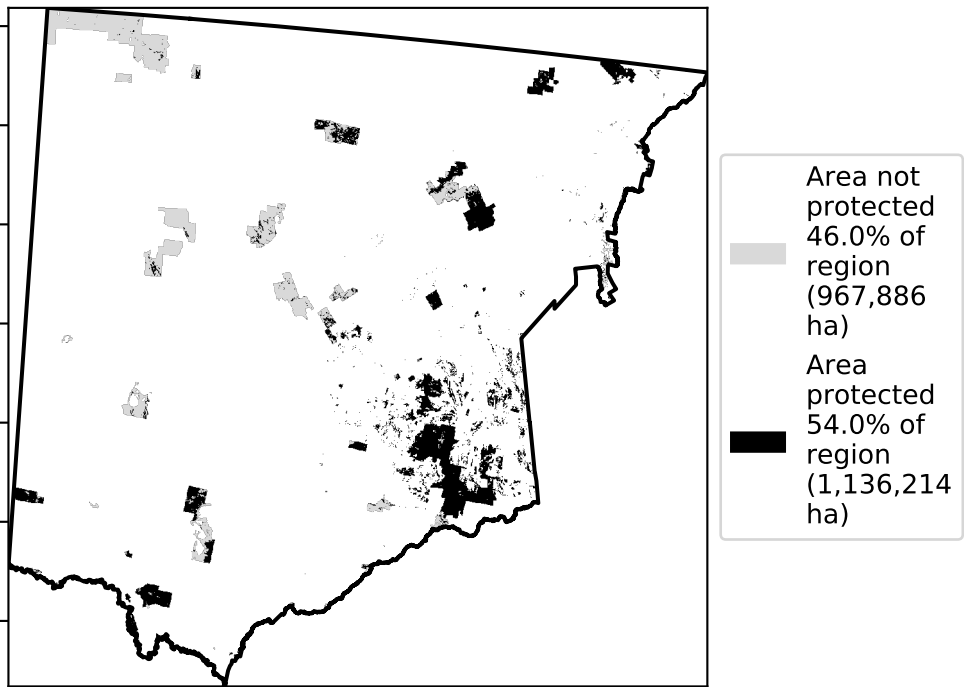 Area not
protected
46.0% of
region
(967,886
ha)
Area
protected
54.0% of
region
(1,136,214
ha)